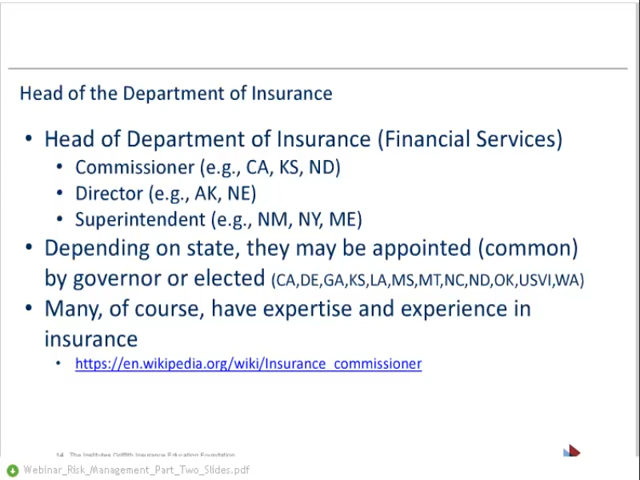 Head of the Department of Insurance
• Head of Department of Insurance (Financial Services)
• Commissioner (e.g., CA, KS, ND)
• Director (e.g., AK, NE)
• Superintendent (e.g., NM, NY, ME)
• Depending on state, they may be appointed (common)
by governor or elected (CA,DE,GA,KS,LA,MS,MT,NC,ND,OK,USVI,WA)
• Many, of course, have expertise and experience in
insurance
• https://en.wikipedia.org/wiki/Insurance_commissioner
14 The Institutes Griffith Insurance Education Foundation
Webinar_Risk_Management_Part_Two_Slides.pdf